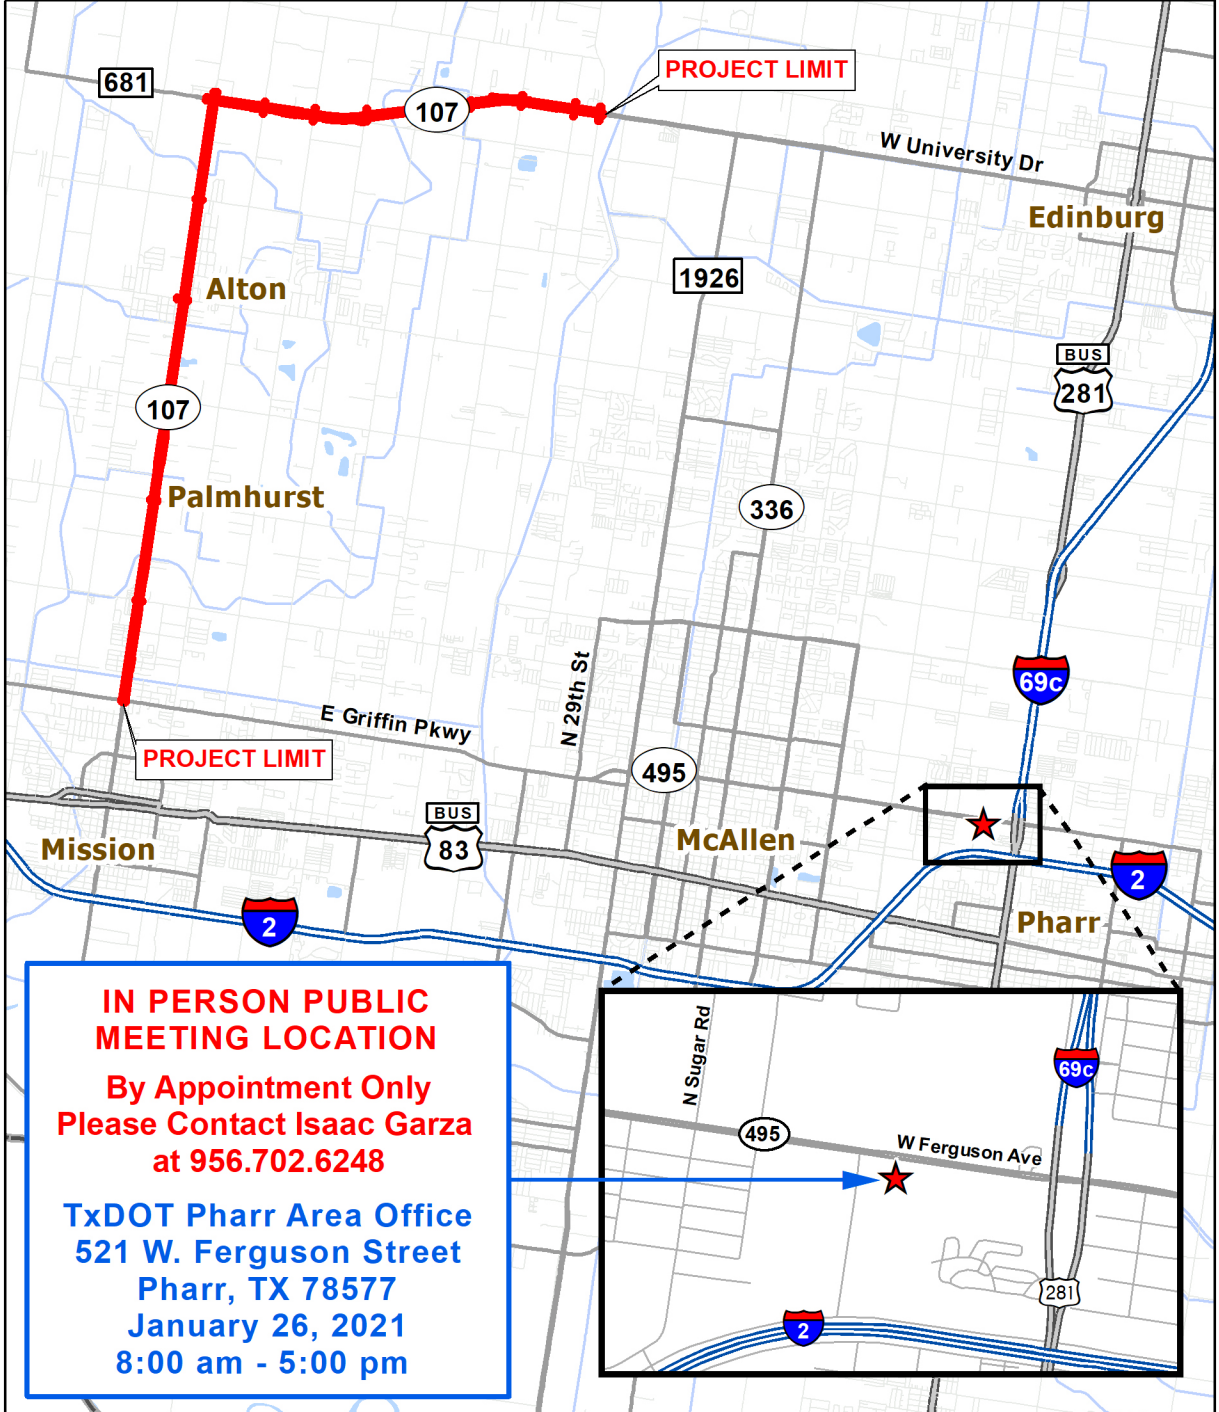 PROJECT LIMIT
681
107
W University Dr
Edinburg
1926
Alton
BUS
281
107
Palmhurst
336
69c
N 29th St
E Griffin Pkwy
PROJECT LIMIT
495
BUS
83
McAllen
Mission
2
2
Pharr
IN PERSON PUBLIC
MEETING LOCATION
By Appointment Only
Please Contact Isaac Garza
at 956.702.6248
TxDOT Pharr Area Office
521 W. Ferguson Street
Pharr, TX 78577
January 26, 2021
8:00 am - 5:00 pm
N Sugar Rd
69c
495
W Ferguson Ave
281
2